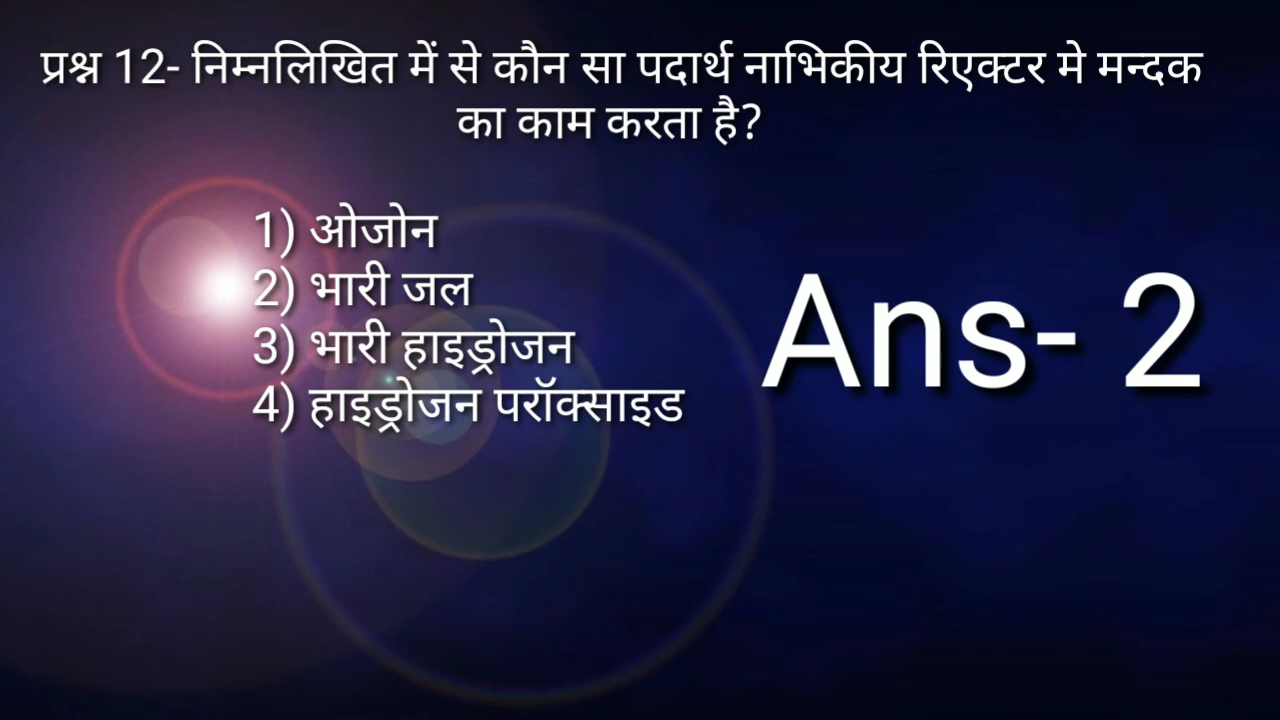 प्रश्न 12- निम्नलिखित में से कौन सा पदार्थ नाभिकीय रिएक्टर मे मन्दक
का काम करता है?
1) ओजोन
2) भारी जल
3) भारी हाइड्रोजन
4) हाइड्रोजन परॉक्साइड
Ans- 2